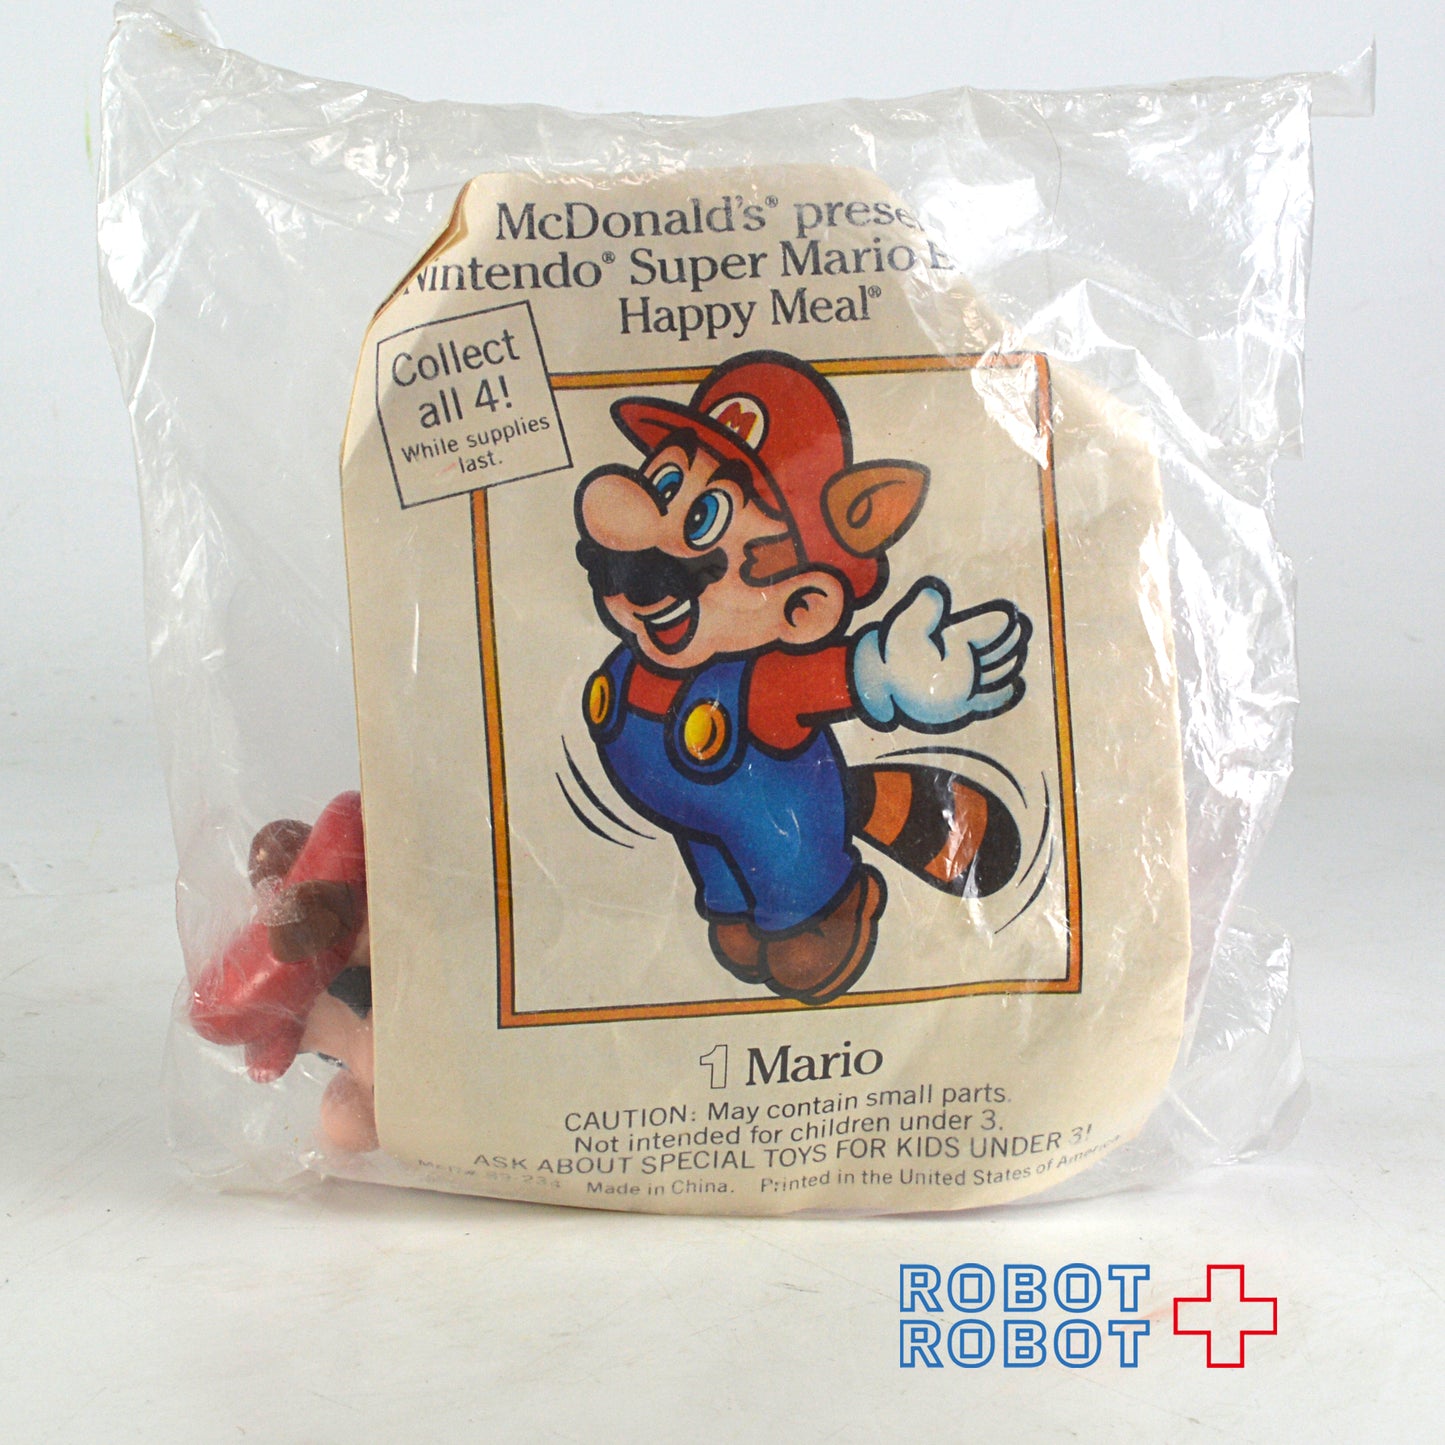 McDonald's®
Nintendo® Super Mario
Happy Meal®
Collect
all 4!
While supplies
last.
M
1 Mario
CAUTION: May contain small parts.
Not intended for children under 3.
ASK ABOUT SPECIAL TOYS FOR KIDS UNDER 3!
Made in China. Printed in the United States of America
ROBOT
ROBOT